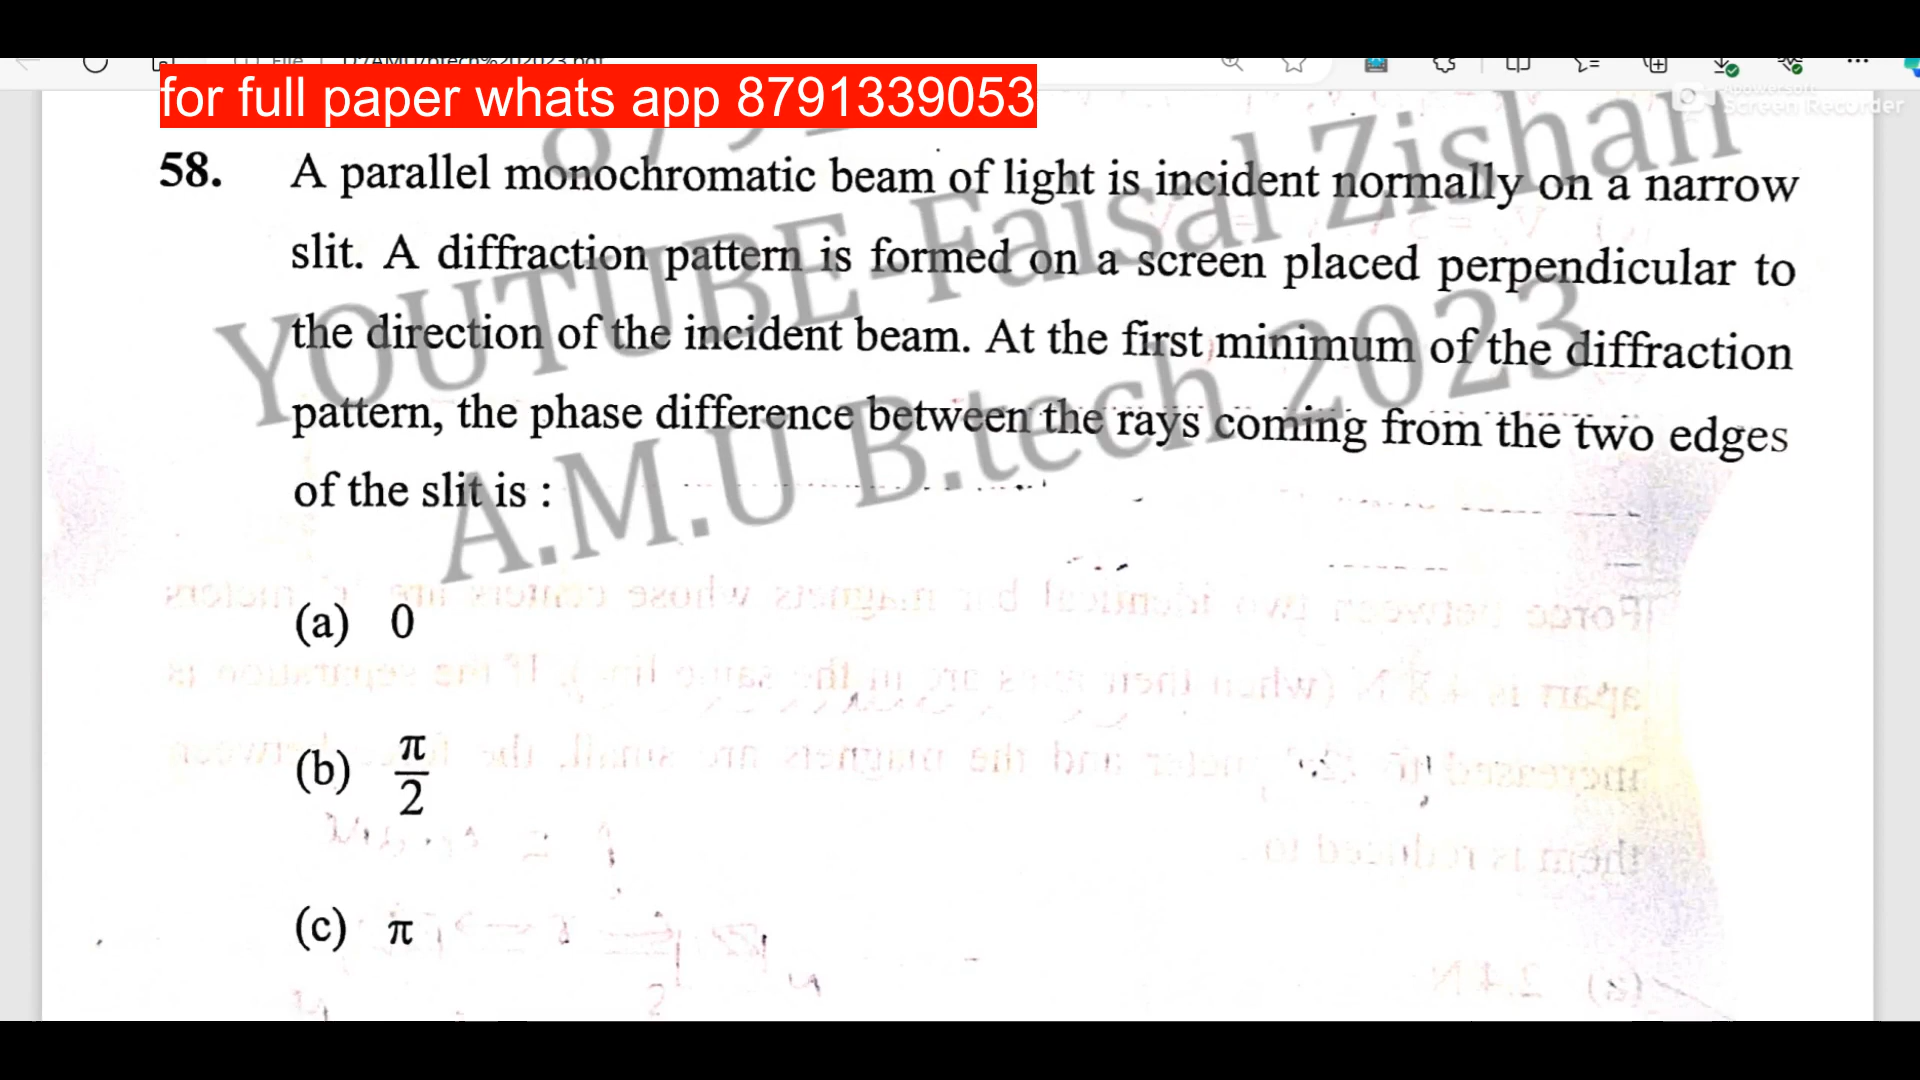 for full paper whats app 8791339053
Screen Recorder
58. A parallel monochromatic beam of light is incident normally on a narrow
slit. A diffraction pattern is formed on a screen placed perpendicular to
the direction of the incident beam. At the first minimum of the diffraction
pattern, the phase difference between the rays coming from the two edges
of the slit is :
YOUTUBE-Faisal Zishan
A.M.U B.tech 2023
(a) 0
(b) π/2
(c) π